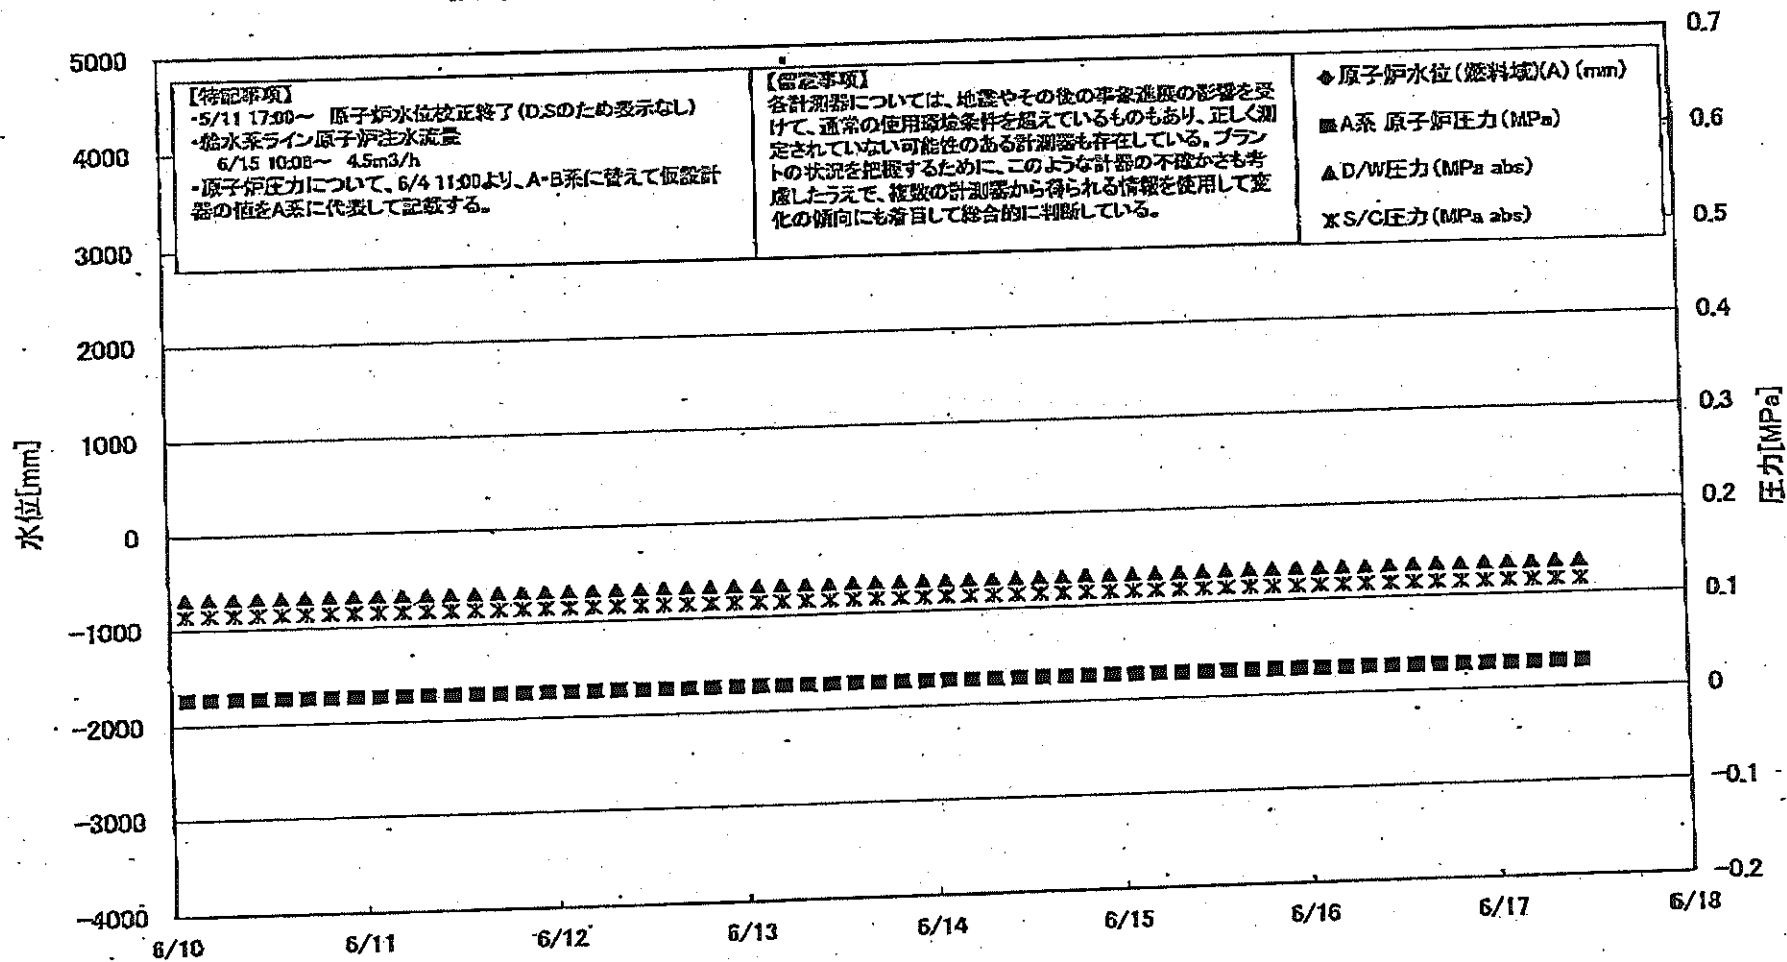 5000
4000
3000
2000
1000
0
-1000
-2000
-3000
-4000
水位[mm]
【特記事項】
・5/11 17:00～ 原子炉水位校正終了(D.Sのため表示なし)
・給水系ライン原子炉注水流量
6/15 10:08～ 4.5m3/h
・原子炉圧力について、6/4 11:00より、A・B系に替えて仮設計
器の値をA系に代表して記載する。
【留意事項】
各計測器については、地震やその後の事象進展の影響を受
けて、通常の使用環境条件を超えているものもあり、正しく測
定されていない可能性のある計測器も存在している。プラン
トの状況を把握するために、このような計器の不確かさも考
慮したうえで、複数の計測器から得られる情報を使用して変
化の傾向にも着目して総合的に判断している。
◆原子炉水位(燃料域)(A)(mm)
■A系 原子炉圧力(MPa)
▲D/W圧力(MPa abs)
ж S/C圧力(MPa abs)
0.7
0.6
0.5
0.4
0.3
0.2
0.1
0
-0.1
-0.2
圧力[MPa]
6/10
6/11
6/12
6/13
6/14
6/15
6/16
6/17
6/18